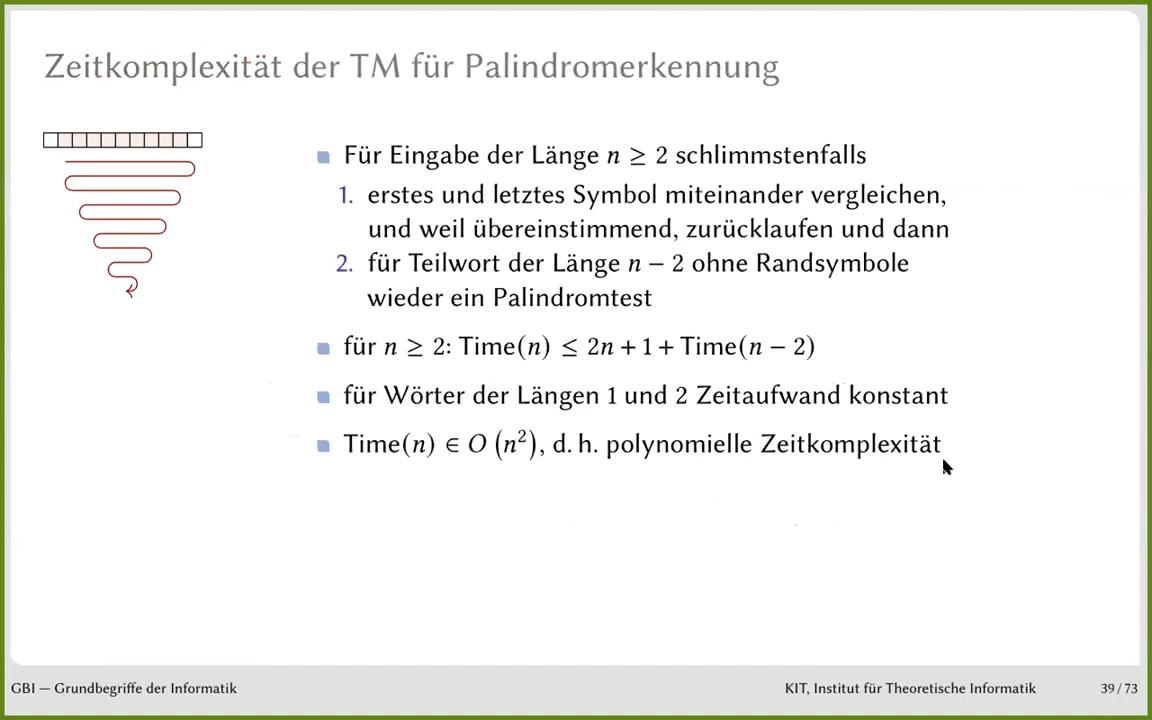 Zeitkomplexität der TM für Palindromerkennung
Für Eingabe der Länge n ≥ 2 schlimmstenfalls
1. erstes und letztes Symbol miteinander vergleichen,
und weil übereinstimmend, zurücklaufen und dann
2. für Teilwort der Länge n − 2 ohne Randsymbole
wieder ein Palindromtest
für n ≥ 2: Time(n) ≤ 2n + 1 + Time(n − 2)
für Wörter der Längen 1 und 2 Zeitaufwand konstant
Time(n) ∈ O (n²), d. h. polynomielle Zeitkomplexität
GBI — Grundbegriffe der Informatik
KIT, Institut für Theoretische Informatik
39 / 73